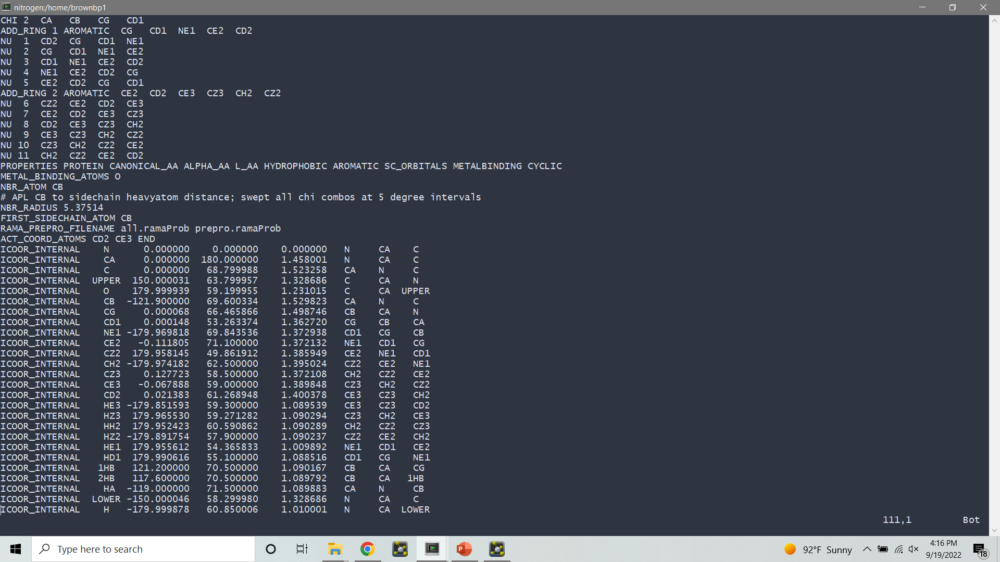 nitrogen:/home/brownbp1
CHI 2 CA CB CG CD1
ADD_RING 1 AROMATIC CG CD1 NE1 CE2 CD2
NU 1 CD2 CG CD1 NE1
NU 2 CG CD1 NE1 CE2
NU 3 CD1 NE1 CE2 CD2
NU 4 NE1 CE2 CD2 CG
NU 5 CE2 CD2 CG CD1
ADD_RING 2 AROMATIC CE2 CD2 CE3 CZ3 CH2 CZ2
NU 6 CZ2 CE2 CD2 CE3
NU 7 CE2 CD2 CE3 CZ3
NU 8 CD2 CE3 CZ3 CH2
NU 9 CE3 CZ3 CH2 CZ2
NU 10 CZ3 CH2 CZ2 CE2
NU 11 CH2 CZ2 CE2 CD2
PROPERTIES PROTEIN CANONICAL_AA ALPHA_AA L_AA HYDROPHOBIC AROMATIC SC_ORBITALS METALBINDING CYCLIC
METAL_BINDING_ATOMS O
NBR_ATOM CB
# APL CB to sidechain heavyatom distance; swept all chi combos at 5 degree intervals
NBR_RADIUS 5.37514
FIRST_SIDECHAIN_ATOM CB
RAMA_PREPRO_FILENAME all.ramaProb prepro.ramaProb
ACT_COORD_ATOMS CD2 CE3 END
ICOOR_INTERNAL N 0.000000 0.000000 0.000000 N CA C
ICOOR_INTERNAL CA 0.000000 180.000000 1.458001 N CA C
ICOOR_INTERNAL C 0.000000 68.799988 1.523258 CA N C
ICOOR_INTERNAL UPPER 150.000031 63.799957 1.328686 C CA N
ICOOR_INTERNAL O 179.999939 59.199955 1.231015 C CA UPPER
ICOOR_INTERNAL CB -121.900000 69.600334 1.529823 CA N C
ICOOR_INTERNAL CG 0.000068 66.465866 1.498746 CB CA N
ICOOR_INTERNAL CD1 0.000148 53.263374 1.362720 CG CB CA
ICOOR_INTERNAL NE1 -179.969818 69.843536 1.372938 CD1 CG CB
ICOOR_INTERNAL CE2 -0.111805 71.100000 1.372132 NE1 CD1 CG
ICOOR_INTERNAL CZ2 179.958145 49.861912 1.385949 CE2 NE1 CD1
ICOOR_INTERNAL CH2 -179.974182 62.500000 1.395024 CZ2 CE2 NE1
ICOOR_INTERNAL CZ3 0.127723 58.500000 1.372108 CH2 CZ2 CE2
ICOOR_INTERNAL CE3 -0.067888 59.000000 1.389848 CZ3 CH2 CZ2
ICOOR_INTERNAL CD2 0.021383 61.268948 1.400378 CE3 CZ3 CH2
ICOOR_INTERNAL HE3 -179.851593 59.300000 1.089539 CE3 CZ3 CD2
ICOOR_INTERNAL HZ3 179.965530 59.271282 1.090294 CZ3 CH2 CE3
ICOOR_INTERNAL HH2 179.952423 60.590862 1.090289 CH2 CZ2 CZ3
ICOOR_INTERNAL HZ2 -179.891754 57.900000 1.090237 CZ2 CE2 CH2
ICOOR_INTERNAL HE1 179.955612 54.365833 1.009892 NE1 CD1 CE2
ICOOR_INTERNAL HD1 179.990616 55.100000 1.088516 CD1 CG NE1
ICOOR_INTERNAL 1HB 121.200000 70.500000 1.090167 CB CA CG
ICOOR_INTERNAL 2HB 117.600000 70.500000 1.089792 CB CA 1HB
ICOOR_INTERNAL HA -119.000000 71.500000 1.089883 CA N CB
ICOOR_INTERNAL LOWER -150.000046 58.299980 1.328686 N CA C
ICOOR_INTERNAL H -179.999878 60.850006 1.010001 N CA LOWER
111,1 Bot
Type here to search
92°F Sunny
4:16 PM
9/19/2022
18